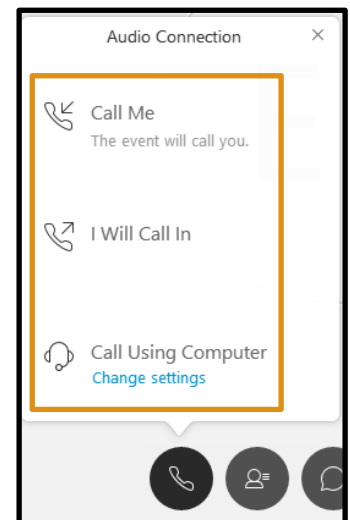 Audio Connection
Call Me
The event will call you.
I Will Call In
Call Using Computer
Change settings